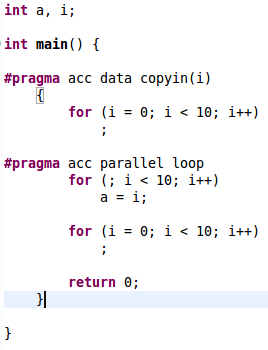 int a, i;
int main() {
#pragma acc data copyin(i)
{
for (i = 0; i < 10; i++)
;
#pragma acc parallel loop
for (; i < 10; i++)
a = i;
for (i = 0; i < 10; i++)
;
return 0;
}
}